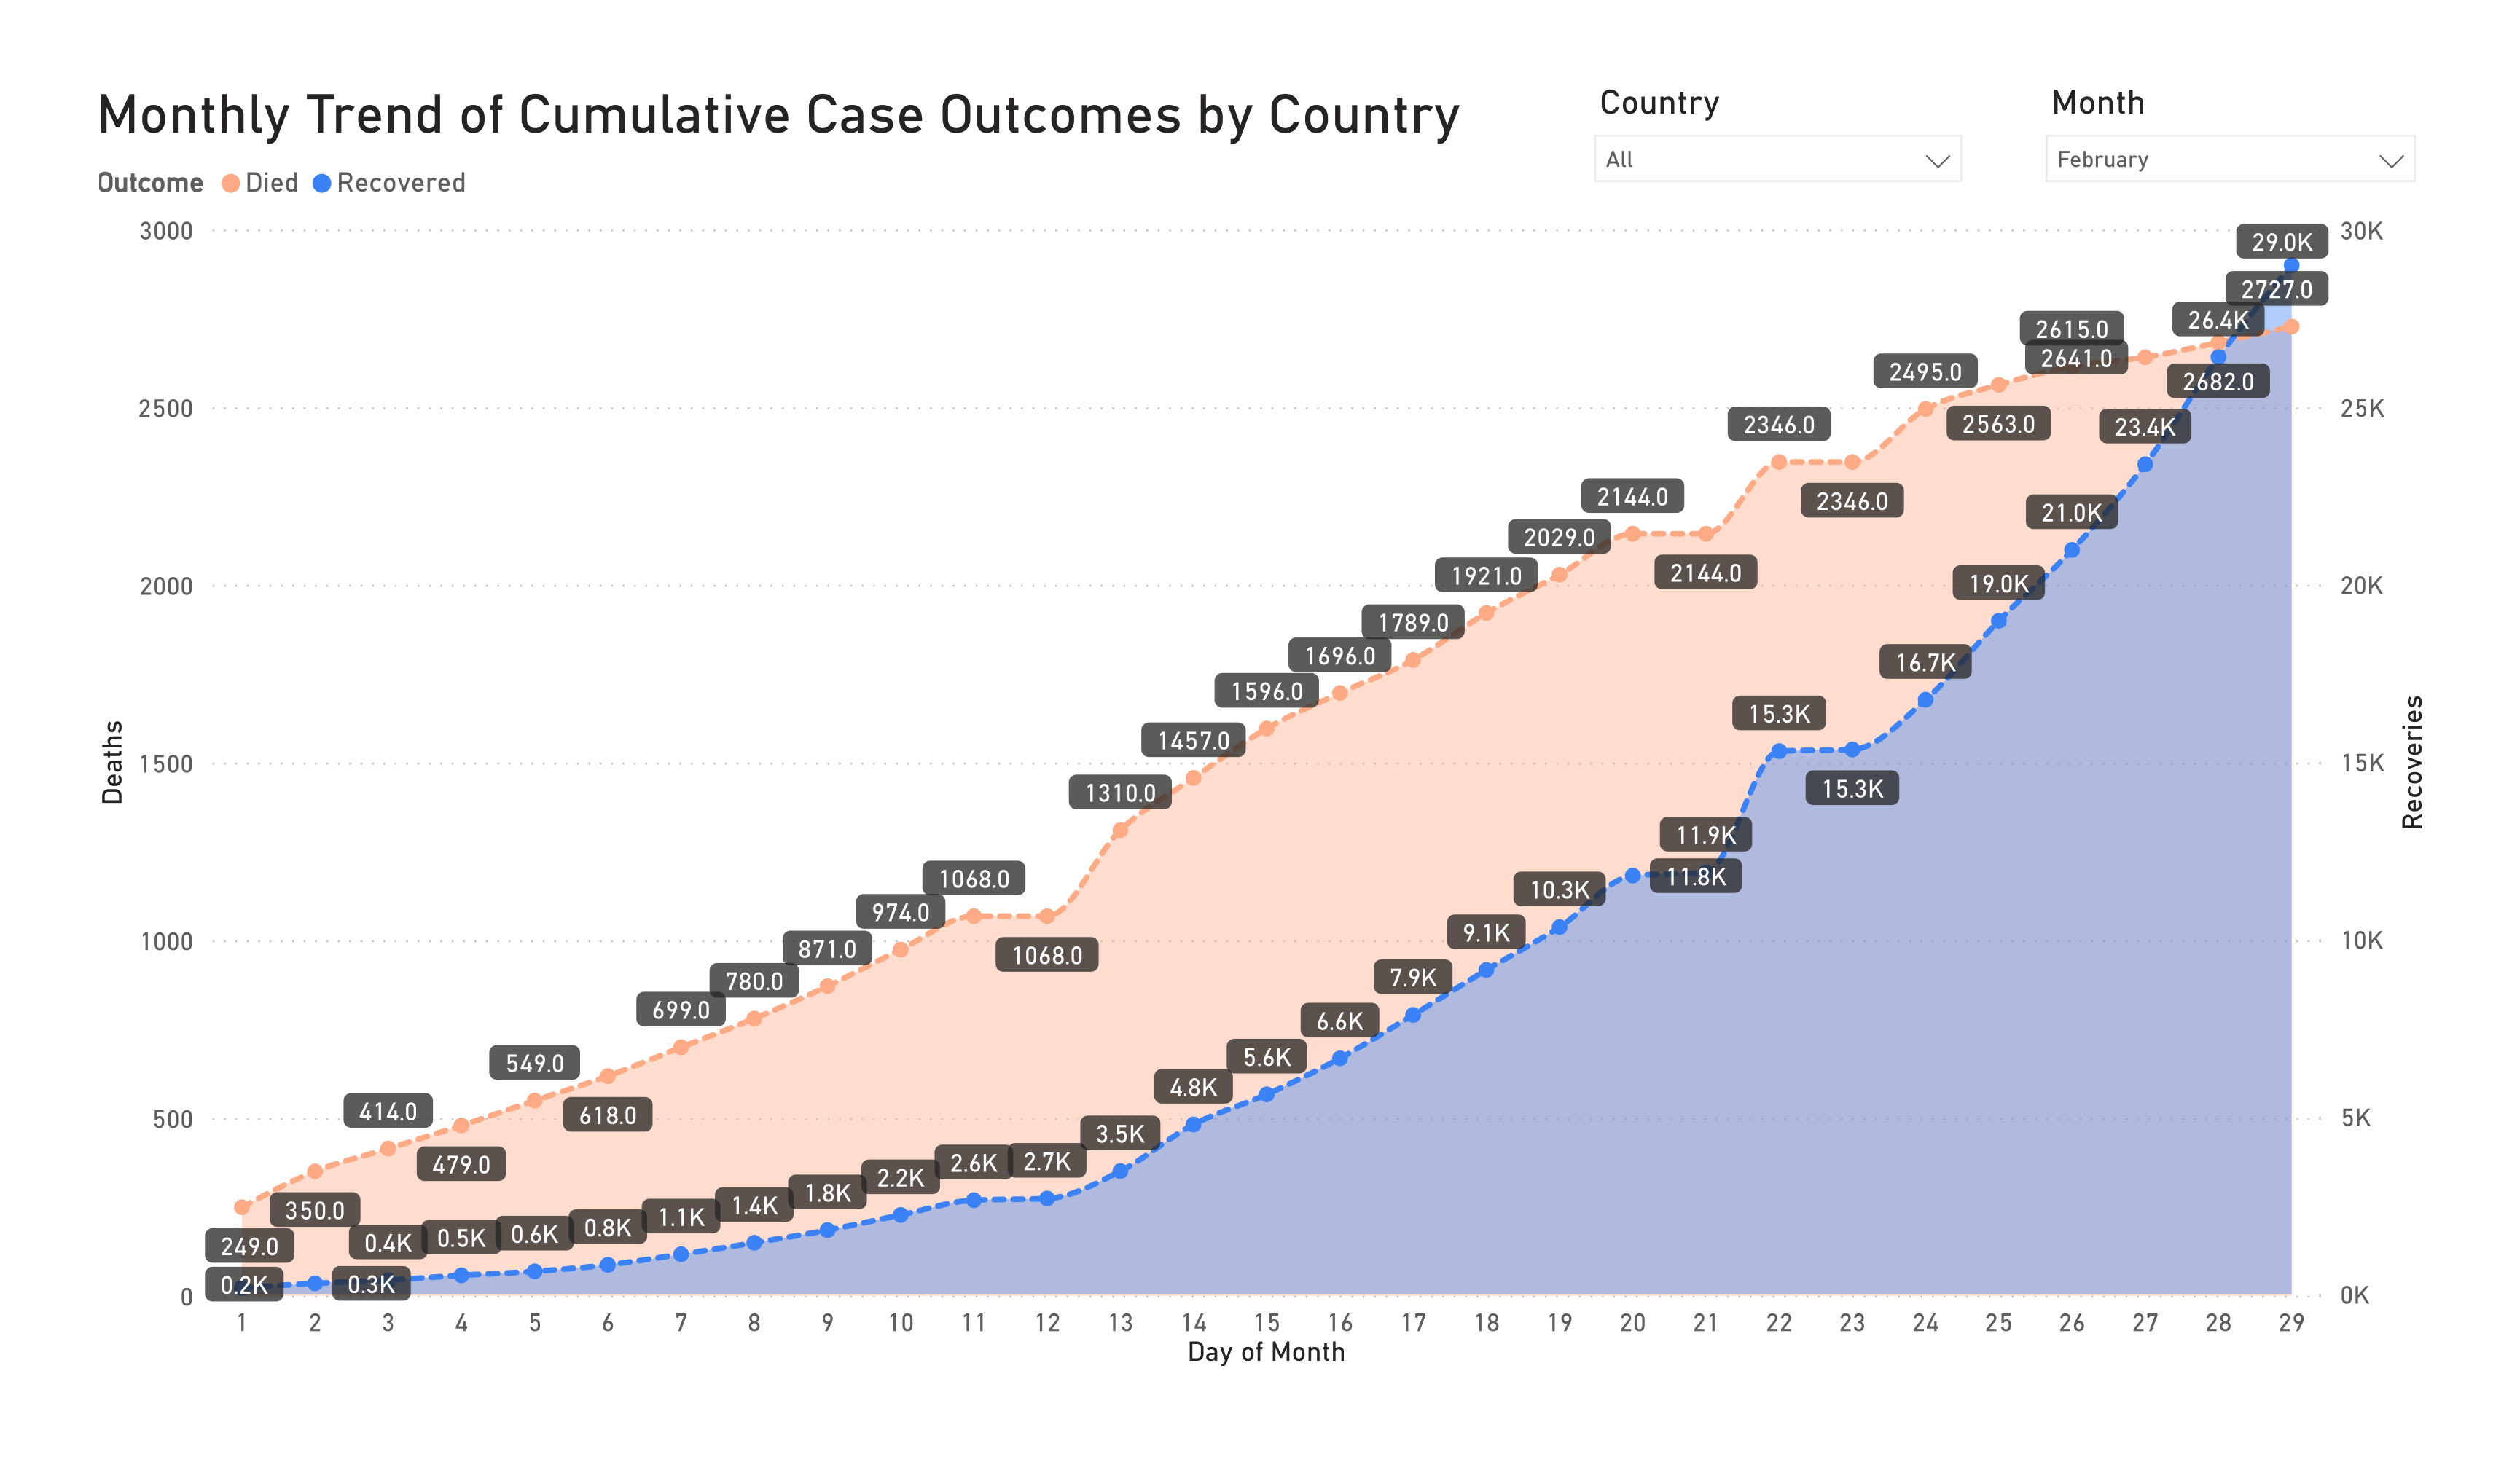 Monthly Trend of Cumulative Case Outcomes by Country
Country
All
Month
February
Outcome Died Recovered
3000
2500
2000
1500
1000
500
0
Deaths
30K
25K
20K
15K
10K
5K
0K
Recoveries
249.0
350.0
414.0
479.0
549.0
618.0
699.0
780.0
871.0
974.0
1068.0
1068.0
1310.0
1457.0
1596.0
1696.0
1789.0
1921.0
2029.0
2144.0
2144.0
2346.0
2346.0
2495.0
2563.0
2615.0
2641.0
2682.0
2727.0
0.2K
0.3K
0.4K
0.5K
0.6K
0.8K
1.1K
1.4K
1.8K
2.2K
2.6K
2.7K
3.5K
4.8K
5.6K
6.6K
7.9K
9.1K
10.3K
11.8K
11.9K
15.3K
15.3K
16.7K
19.0K
21.0K
23.4K
26.4K
29.0K
1 2 3 4 5 6 7 8 9 10 11 12 13 14 15 16 17 18 19 20 21 22 23 24 25 26 27 28 29
Day of Month